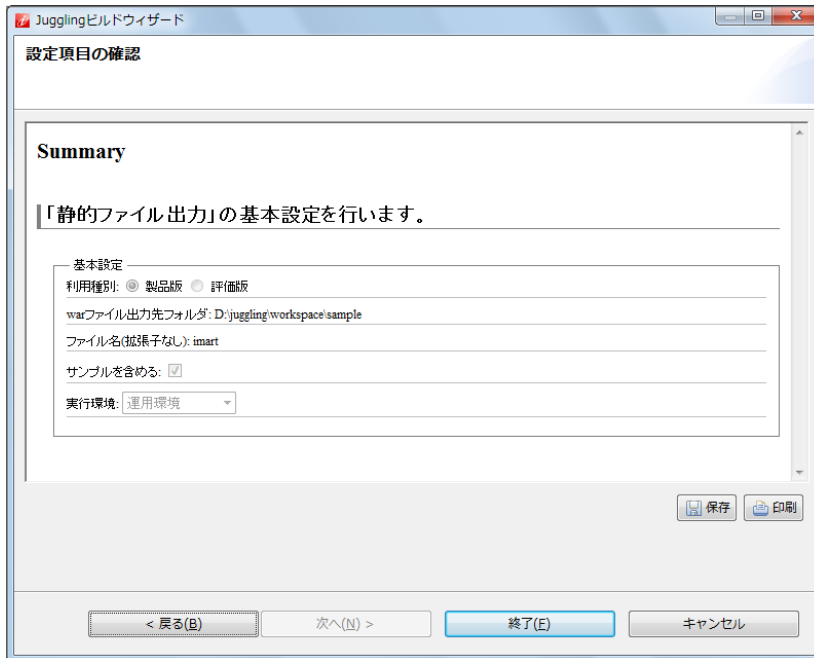 Jugglingビルドウィザード
設定項目の確認
Summary
「静的ファイル出力」の基本設定を行います。
基本設定
利用種別: 製品版 評価版
warファイル出力先フォルダ: D:\juggling\workspace\sample
ファイル名(拡張子なし): imart
サンプルを含める:
実行環境: 運用環境
保存 印刷
< 戻る(B) 次へ(N) > 終了(F) キャンセル